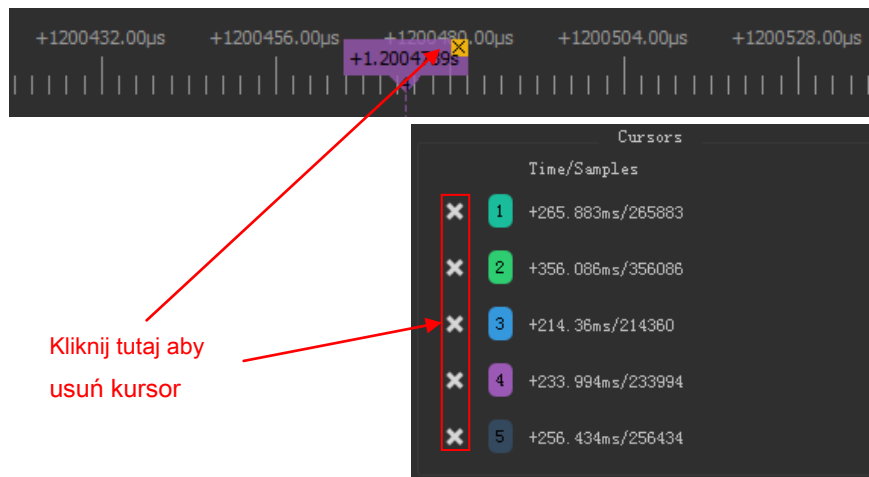 +1200432.00µs +1200456.00µs +1200480.00µs +1200504.00µs +1200528.00µs
+1.2004789s
Cursors
Time/Samples
1 +265.883ms/265883
2 +356.086ms/356086
3 +214.36ms/214360
4 +233.994ms/233994
5 +256.434ms/256434
Kliknij tutaj aby
usuń kursor